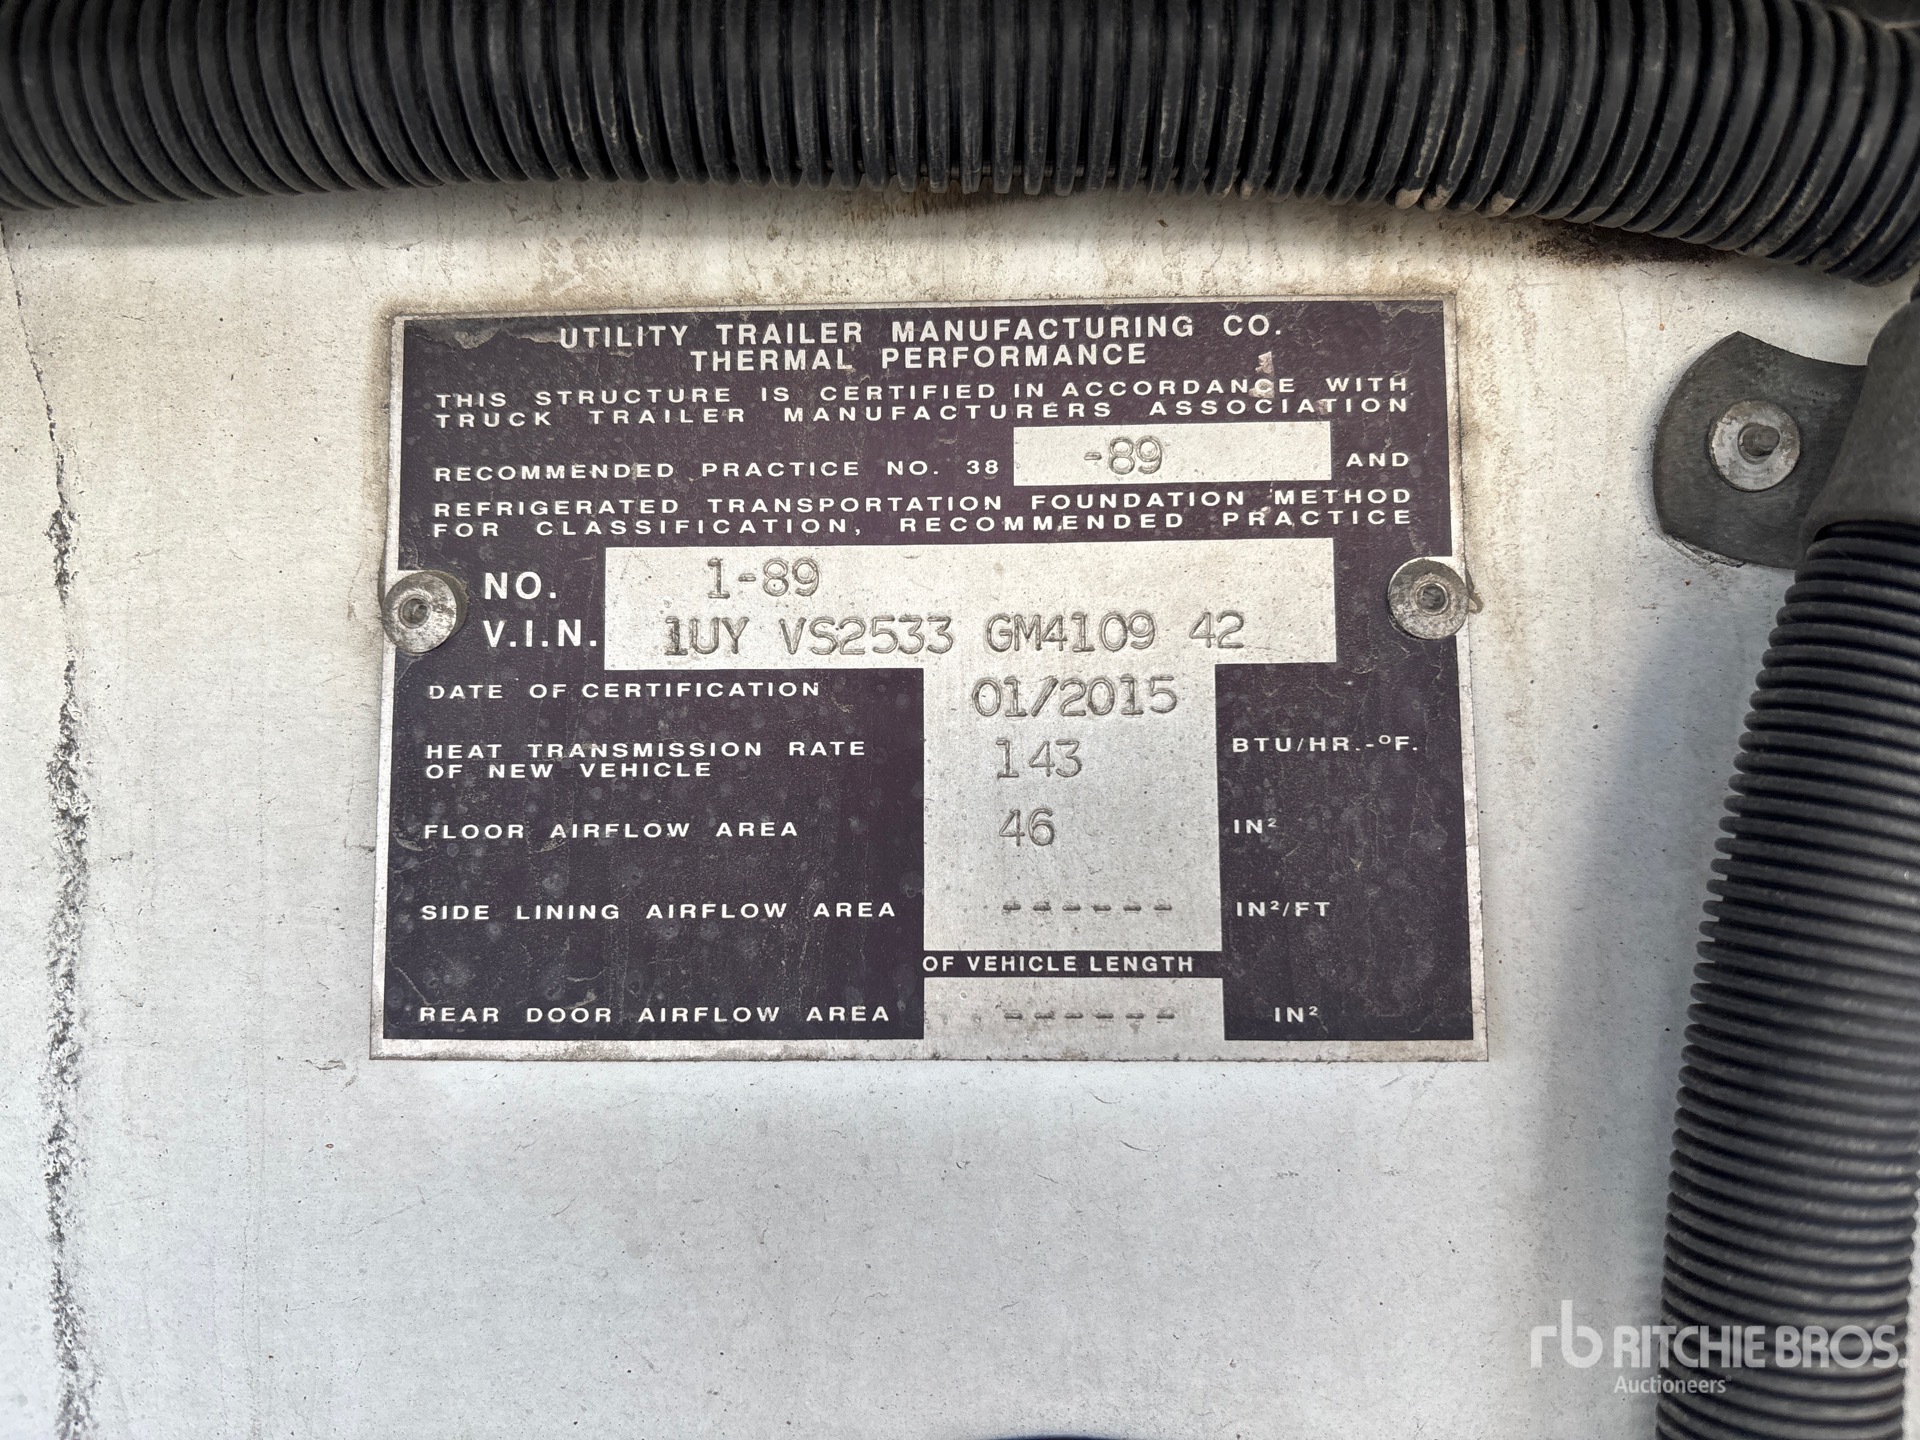 UTILITY TRAILER MANUFACTURING CO.
THERMAL PERFORMANCE
THIS STRUCTURE IS CERTIFIED IN ACCORDANCE WITH
TRUCK TRAILER MANUFACTURERS ASSOCIATION
RECOMMENDED PRACTICE NO. 38 -89 AND
REFRIGERATED TRANSPORTATION FOUNDATION METHOD
FOR CLASSIFICATION, RECOMMENDED PRACTICE
NO. 1-89
V.I.N. 1UY VS2533 GM4109 42
DATE OF CERTIFICATION 01/2015
HEAT TRANSMISSION RATE
OF NEW VEHICLE 143 BTU/HR.-°F.
FLOOR AIRFLOW AREA 46 IN²
SIDE LINING AIRFLOW AREA ------ IN²/FT
OF VEHICLE LENGTH
REAR DOOR AIRFLOW AREA ------ IN²
rb RITCHIE BROS.
Auctioneers